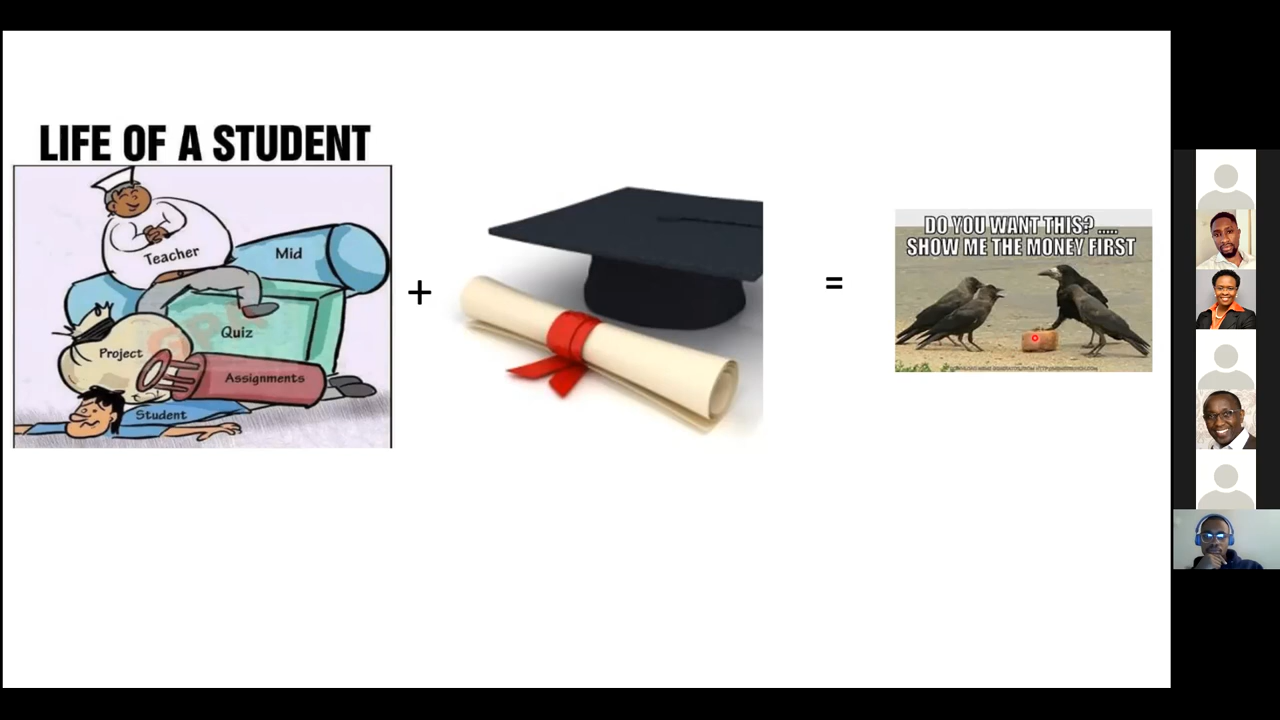 LIFE OF A STUDENT
Teacher
Mid
Quiz
Project
Assignments
Student
+
=
DO YOU WANT THIS? .....
SHOW ME THE MONEY FIRST